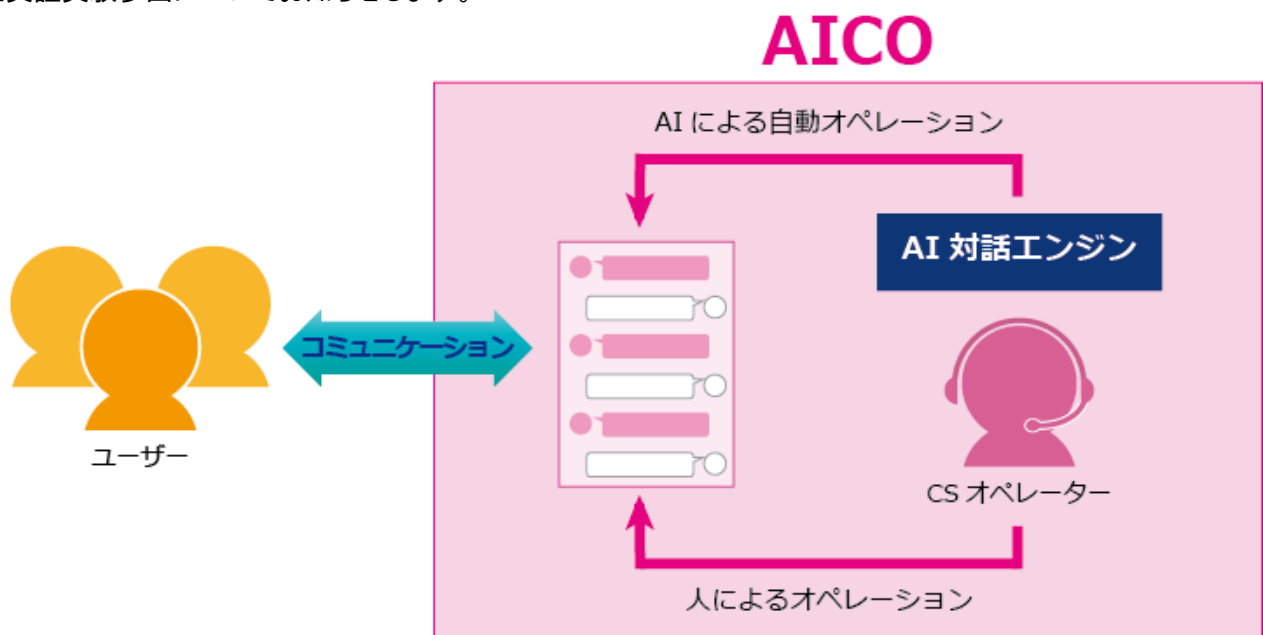 AICO
AI による自動オペレーション
AI 対話エンジン
コミュニケーション
ユーザー
CS オペレーター
人によるオペレーション